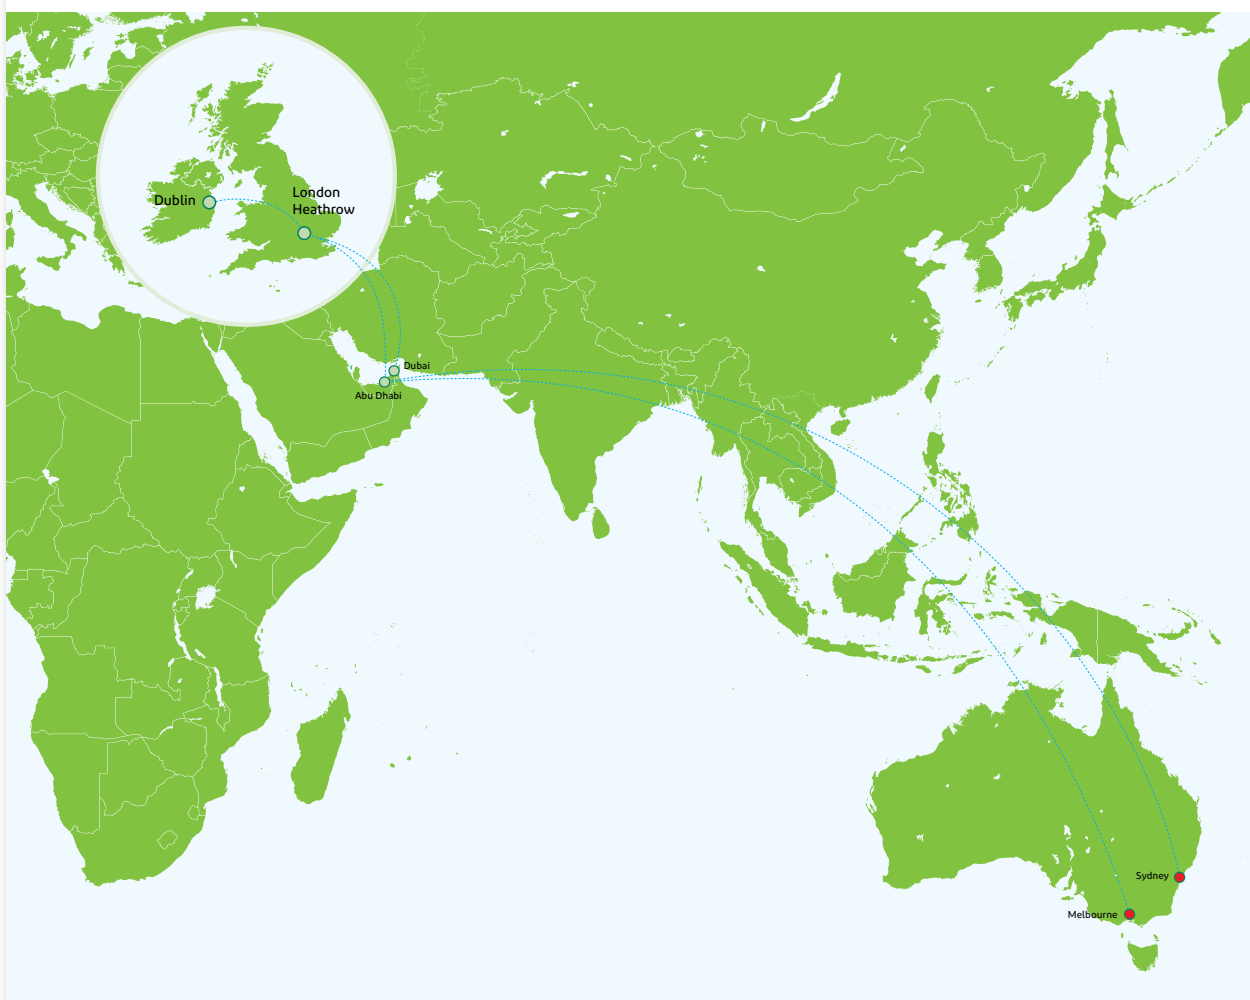 London
Heathrow
Dublin
Dubai
Abu Dhabi
Sydney
Melbourne